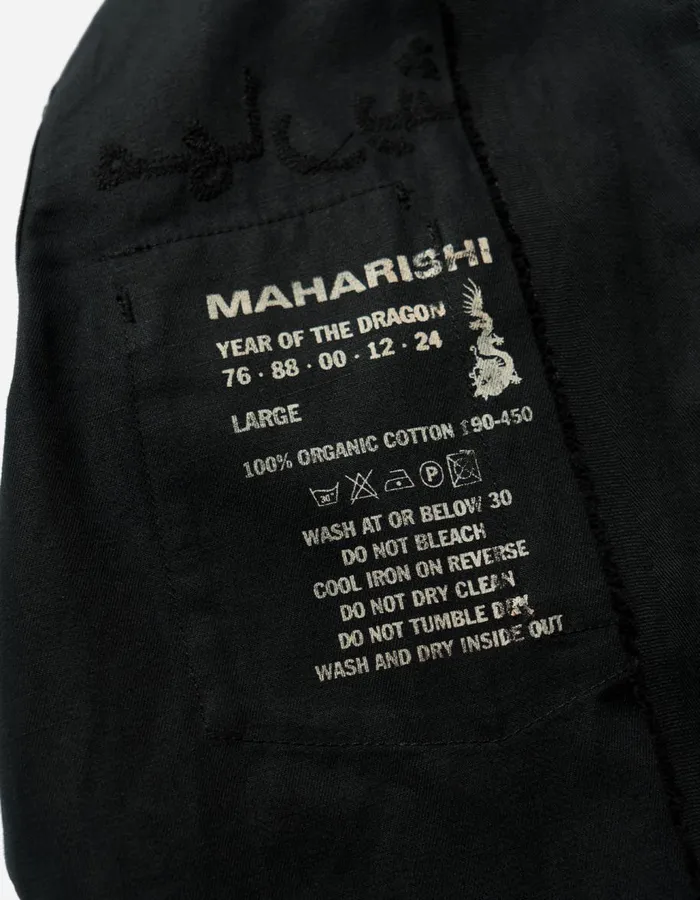 MAHARISHI
YEAR OF THE DRAGON
76 · 88 · 00 · 12 · 24
LARGE
100% ORGANIC COTTON 190-450
30°
P
WASH AT OR BELOW 30
DO NOT BLEACH
COOL IRON ON REVERSE
DO NOT DRY CLEAN
DO NOT TUMBLE DRY
WASH AND DRY INSIDE OUT